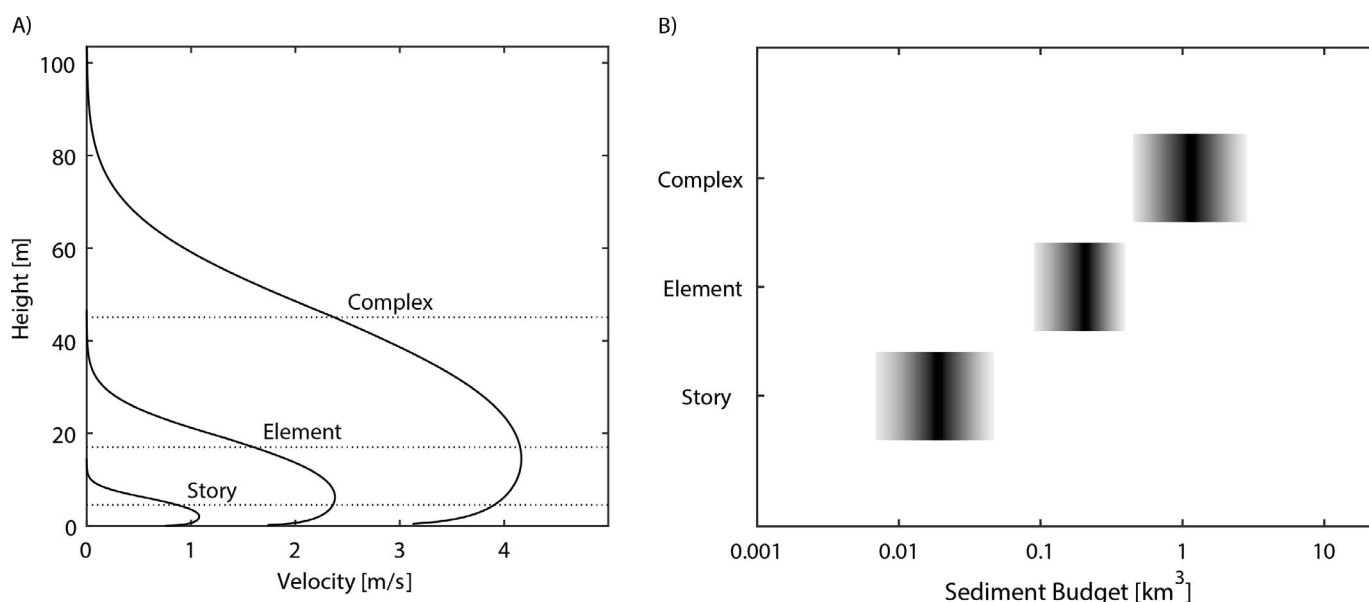 A)
100
80
60
40
20
0
Height [m]
Complex
Element
Story
0 1 2 3 4
Velocity [m/s]
B)
Complex
Element
Story
0.001 0.01 0.1 1 10
Sediment Budget [km³]